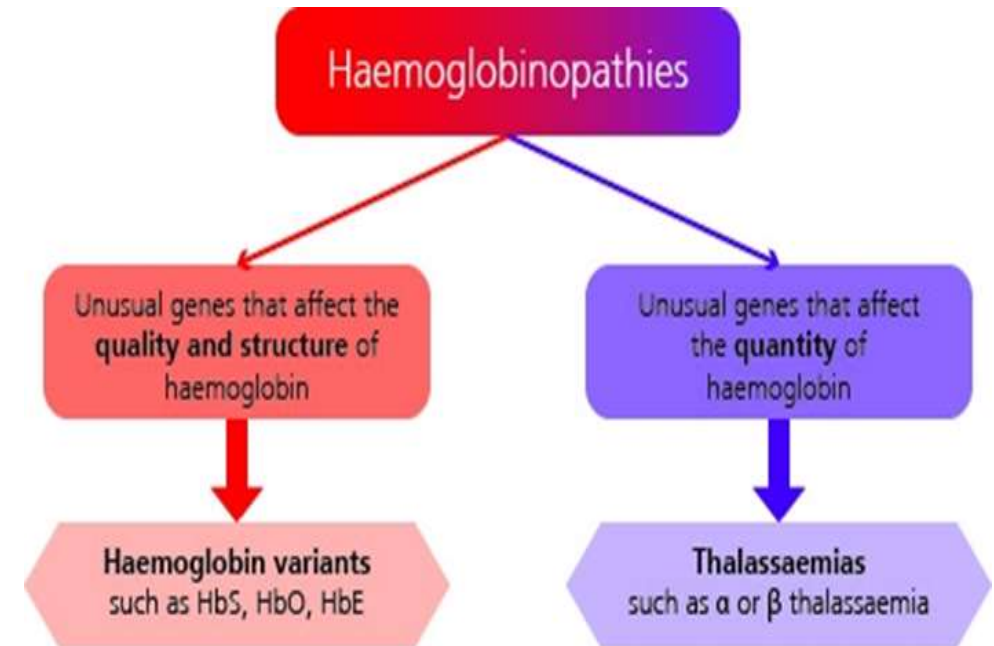 Haemoglobinopathies
Unusual genes that affect the
quality and structure of
haemoglobin
Unusual genes that affect
the quantity of
haemoglobin
Haemoglobin variants
such as HbS, HbO, HbE
Thalassaemias
such as α or β thalassaemia